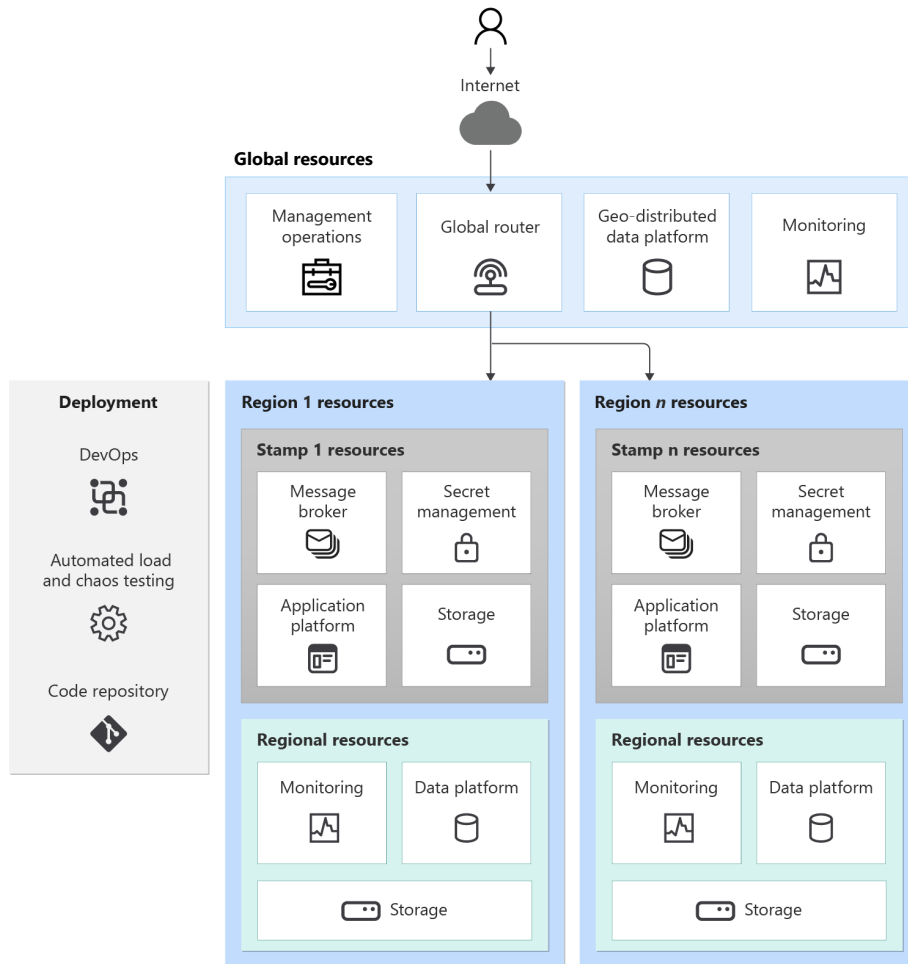 Internet
Global resources
Management
operations
Global router
Geo-distributed
data platform
Monitoring
Deployment
DevOps
Automated load
and chaos testing
Code repository
Region 1 resources
Stamp 1 resources
Message
broker
Secret
management
Application
platform
Storage
Regional resources
Monitoring
Data platform
Storage
Region n resources
Stamp n resources
Message
broker
Secret
management
Application
platform
Storage
Regional resources
Monitoring
Data platform
Storage